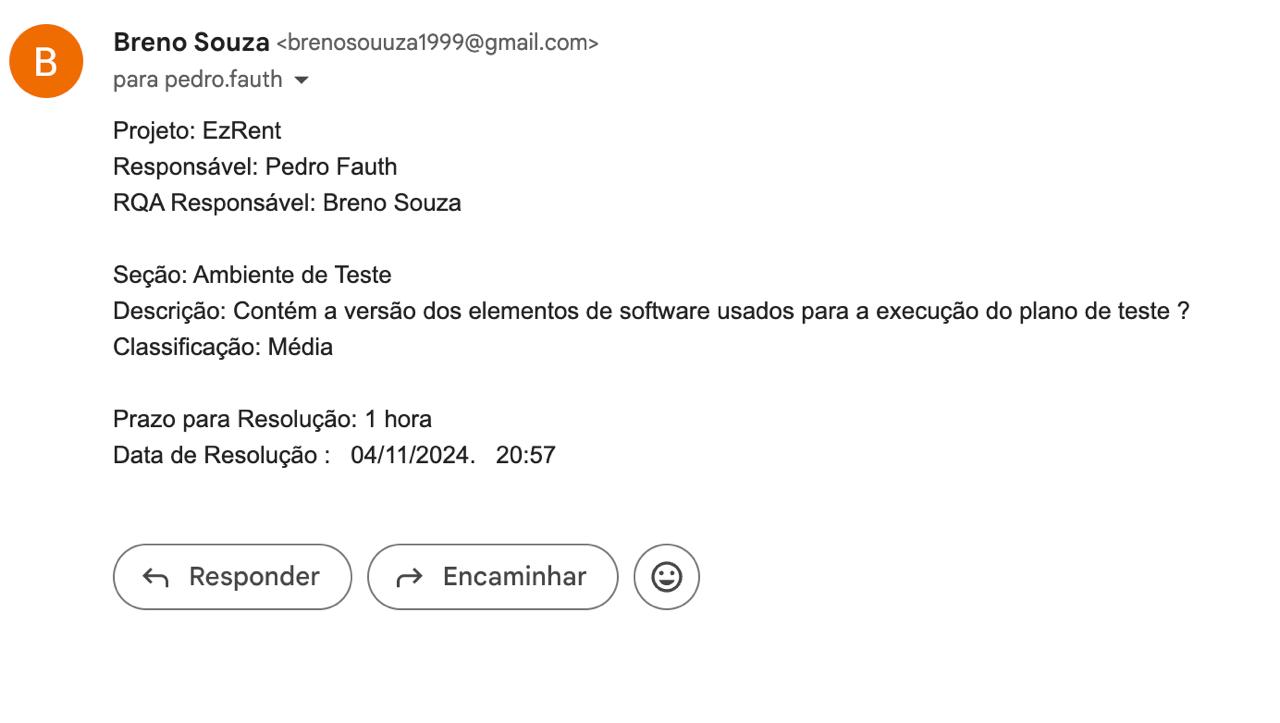 B
Breno Souza <brenosouuza1999@gmail.com>
para pedro.fauth
Projeto: EzRent
Responsável: Pedro Fauth
RQA Responsável: Breno Souza
Seção: Ambiente de Teste
Descrição: Contém a versão dos elementos de software usados para a execução do plano de teste ?
Classificação: Média
Prazo para Resolução: 1 hora
Data de Resolução :   04/11/2024.   20:57
Responder
Encaminhar